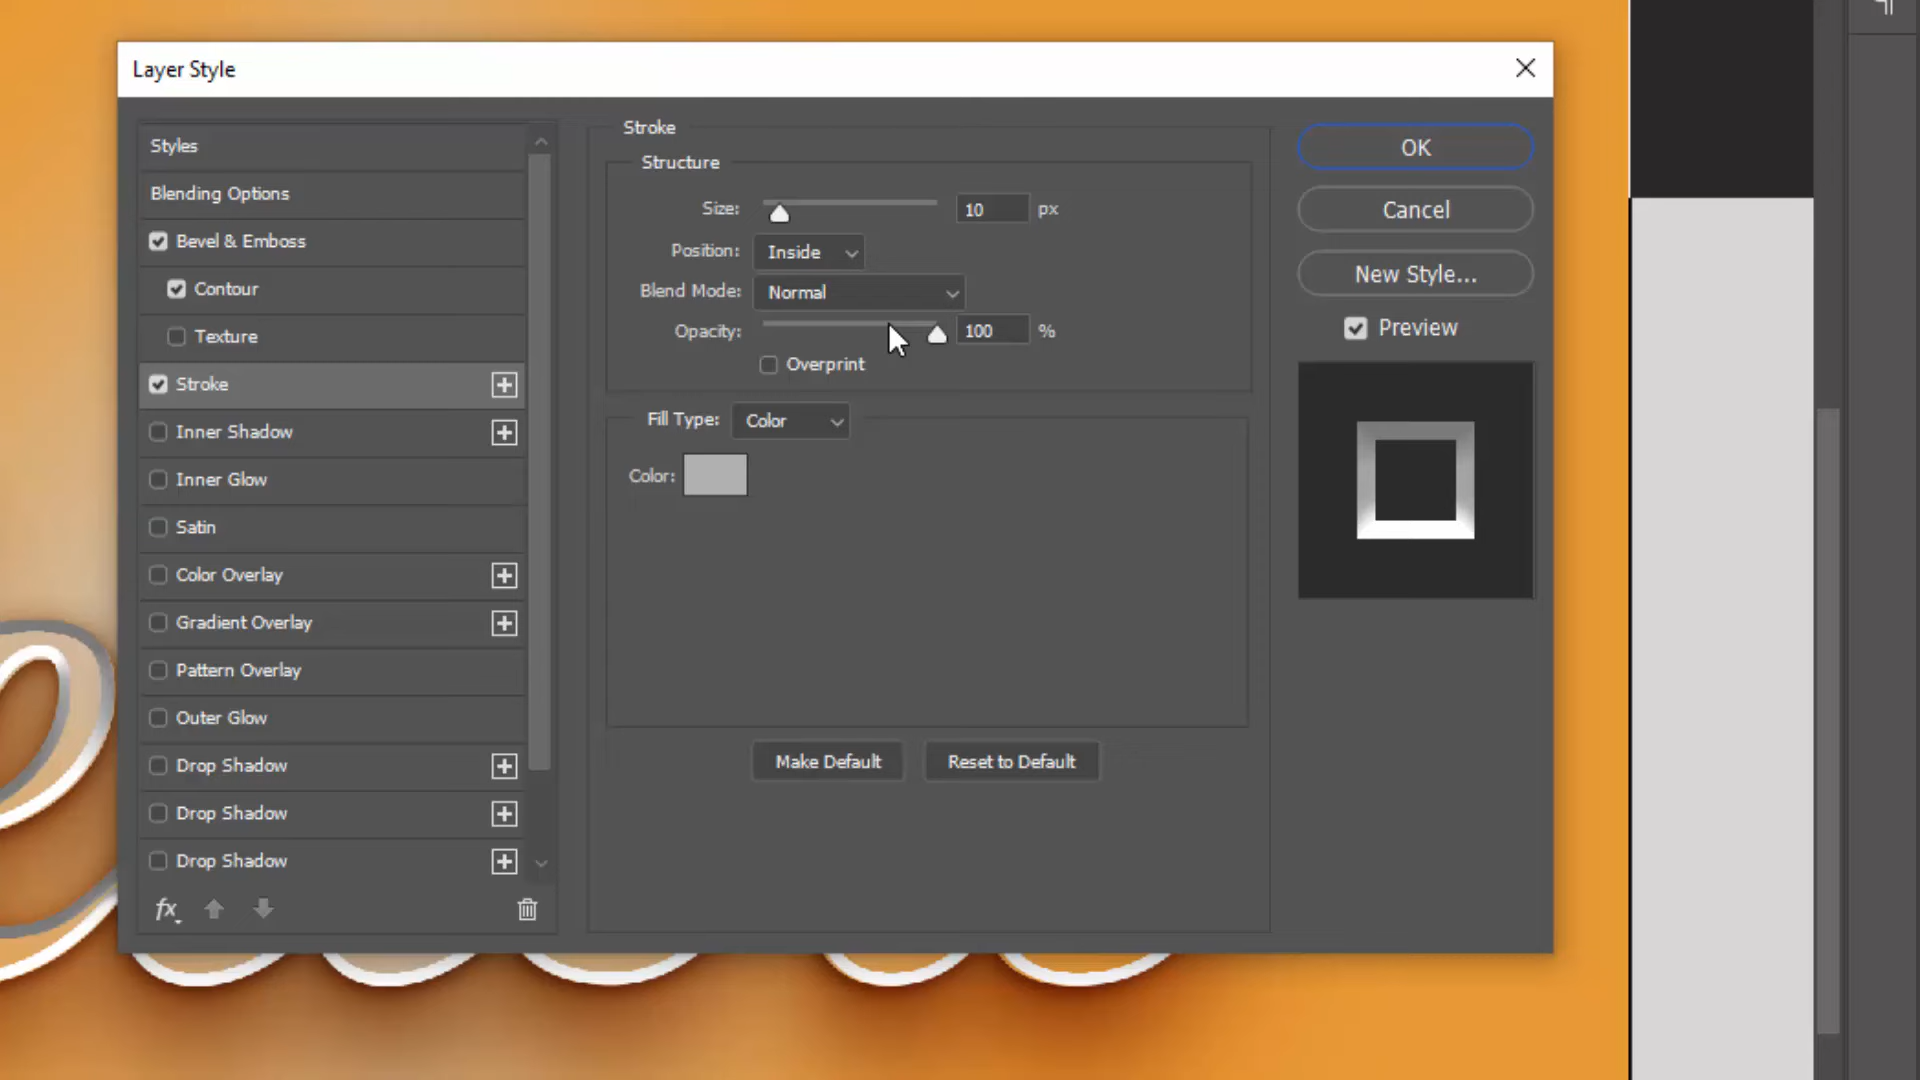 Layer Style
Styles
Blending Options
Bevel & Emboss
Contour
Texture
Stroke
Inner Shadow
Inner Glow
Satin
Color Overlay
Gradient Overlay
Pattern Overlay
Outer Glow
Drop Shadow
Drop Shadow
Drop Shadow
fx
Stroke
Structure
Size: 10 px
Position: Inside
Blend Mode: Normal
Opacity: 100 %
Overprint
Fill Type: Color
Color:
Make Default Reset to Default
OK
Cancel
New Style...
Preview